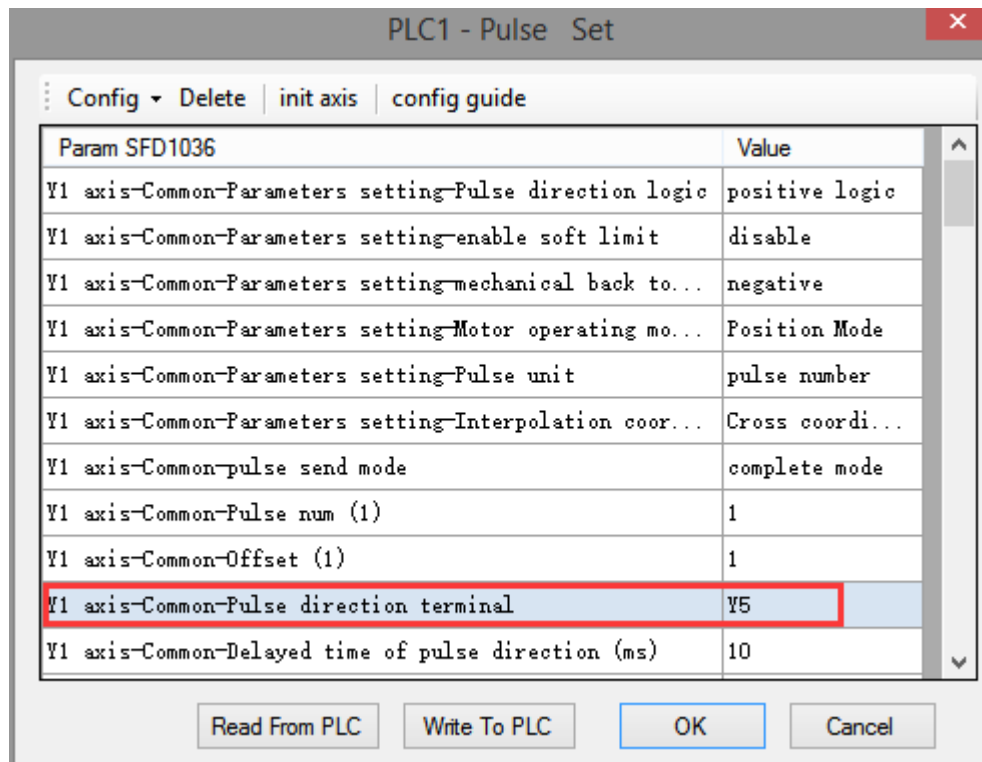 PLC1 - Pulse Set
Config Delete init axis config guide
Param SFD1036 Value
Y1 axis-Common-Parameters setting-Pulse direction logic positive logic
Y1 axis-Common-Parameters setting-enable soft limit disable
Y1 axis-Common-Parameters setting-mechanical back to... negative
Y1 axis-Common-Parameters setting-Motor operating mo... Position Mode
Y1 axis-Common-Parameters setting-Pulse unit pulse number
Y1 axis-Common-Parameters setting-Interpolation coor... Cross coordi...
Y1 axis-Common-pulse send mode complete mode
Y1 axis-Common-Pulse num (1) 1
Y1 axis-Common-Offset (1) 1
Y1 axis-Common-Pulse direction terminal Y5
Y1 axis-Common-Delayed time of pulse direction (ms) 10
Read From PLC Write To PLC OK Cancel